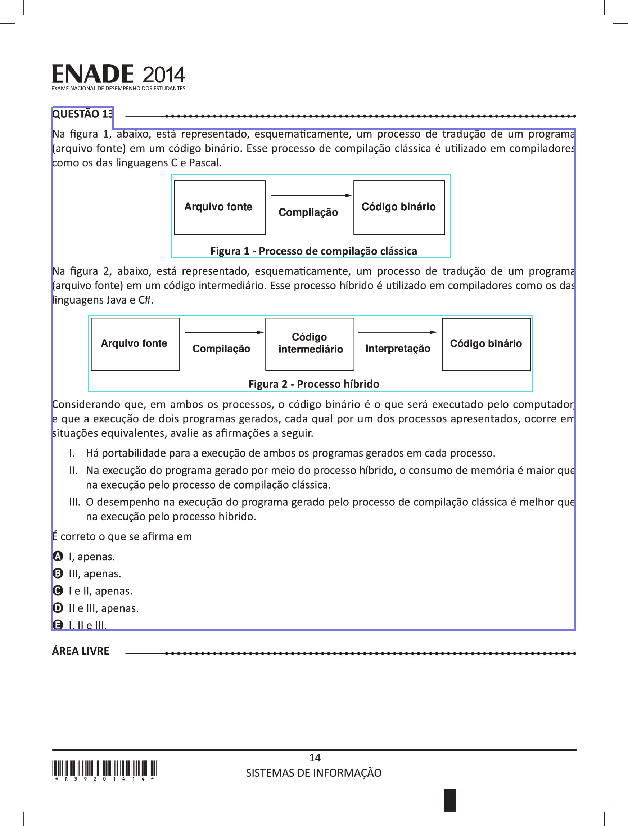 ENADE 2014
EXAME NACIONAL DE DESEMPENHO DOS ESTUDANTES
QUESTÃO 13
Na figura 1, abaixo, está representado, esquematicamente, um processo de tradução de um programa
(arquivo fonte) em um código binário. Esse processo de compilação clássica é utilizado em compiladores
como os das linguagens C e Pascal.
Arquivo fonte
Compilação
Código binário
Figura 1 - Processo de compilação clássica
Na figura 2, abaixo, está representado, esquematicamente, um processo de tradução de um programa
(arquivo fonte) em um código intermediário. Esse processo híbrido é utilizado em compiladores como os das
linguagens Java e C#.
Arquivo fonte
Compilação
Código
intermediário
Interpretação
Código binário
Figura 2 - Processo híbrido
Considerando que, em ambos os processos, o código binário é o que será executado pelo computador
e que a execução de dois programas gerados, cada qual por um dos processos apresentados, ocorre em
situações equivalentes, avalie as afirmações a seguir.
I. Há portabilidade para a execução de ambos os programas gerados em cada processo.
II. Na execução do programa gerado por meio do processo híbrido, o consumo de memória é maior que
na execução pelo processo de compilação clássica.
III. O desempenho na execução do programa gerado pelo processo de compilação clássica é melhor que
na execução pelo processo híbrido.
É correto o que se afirma em
A I, apenas.
B III, apenas.
C I e II, apenas.
D II e III, apenas.
E I, II e III.
ÁREA LIVRE
14
SISTEMAS DE INFORMAÇÃO
*R39201414*